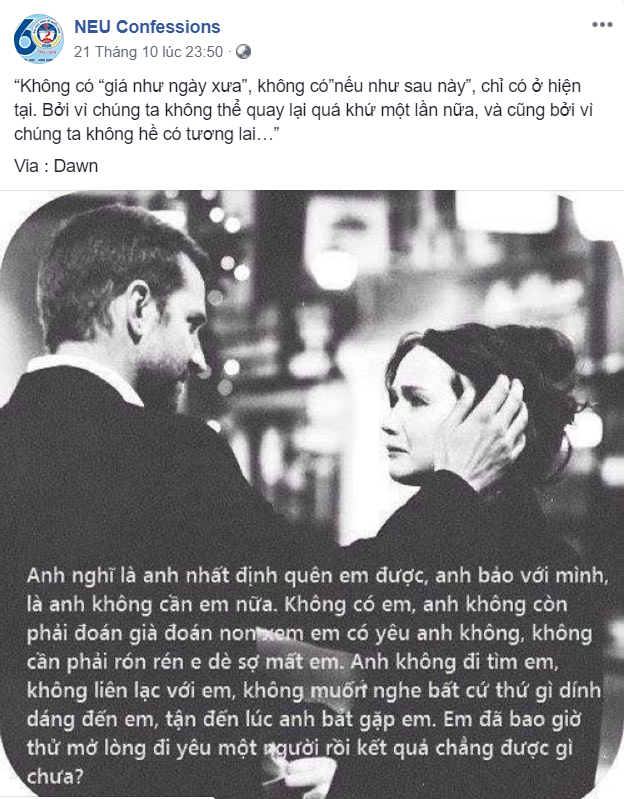 NEU Confessions
21 Tháng 10 lúc 23:50 ·
“Không có “giá như ngày xưa”, không có”nếu như sau này”, chỉ có ở hiện
tại. Bởi vì chúng ta không thể quay lại quá khứ một lần nữa, và cũng bởi vì
chúng ta không hề có tương lai…”
Via : Dawn
Anh nghĩ là anh nhất định quên em được, anh bảo với mình,
là anh không cần em nữa. Không có em, anh không còn
phải đoán già đoán non xem em có yêu anh không, không
cần phải rón rén e dè sợ mất em. Anh không đi tìm em,
không liên lạc với em, không muốn nghe bất cứ thứ gì dính
dáng đến em, tận đến lúc anh bắt gặp em. Em đã bao giờ
thử mở lòng đi yêu một người rồi kết quả chẳng được gì
chưa?